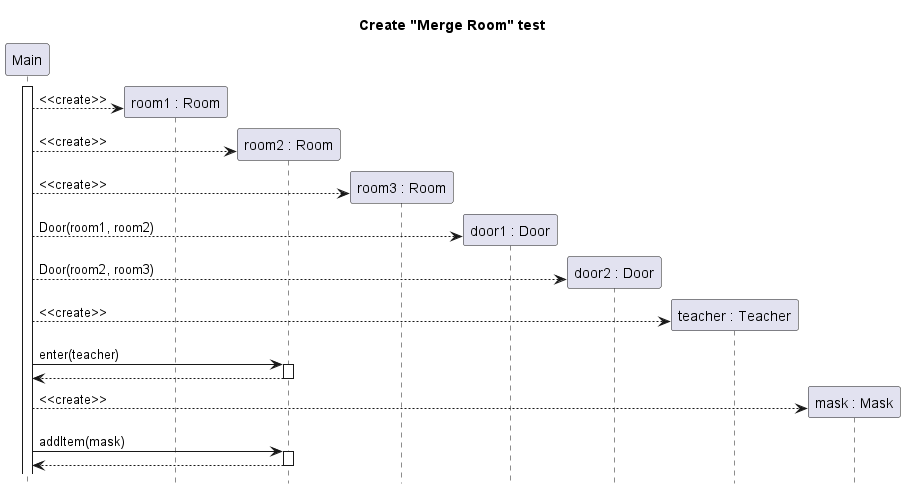 Create "Merge Room" test
Main
<<create>>
room1 : Room
<<create>>
room2 : Room
<<create>>
room3 : Room
Door(room1, room2)
door1 : Door
Door(room2, room3)
door2 : Door
<<create>>
teacher : Teacher
enter(teacher)
<<create>>
mask : Mask
addItem(mask)